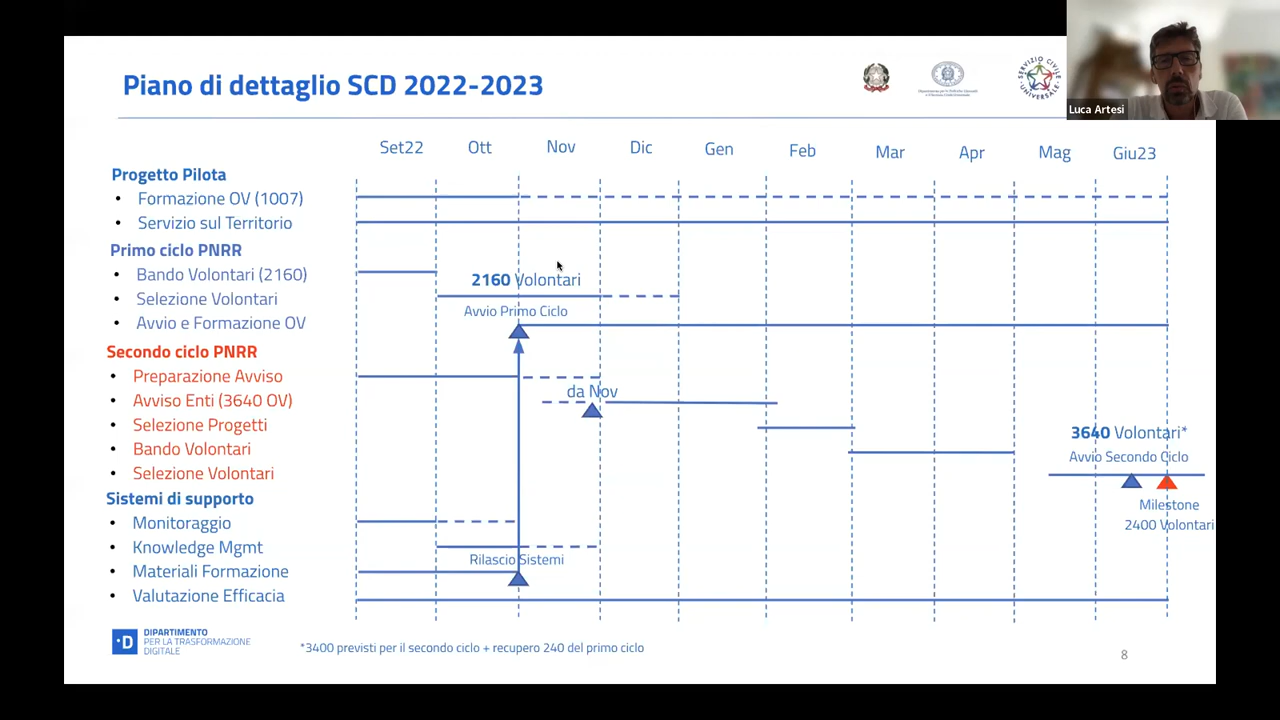 Piano di dettaglio SCD 2022-2023
SERVIZIO CIVILE UNIVERSALE
Luca Artesi
Set22 Ott Nov Dic Gen Feb Mar Apr Mag Giu23
Progetto Pilota
• Formazione OV (1007)
• Servizio sul Territorio
Primo ciclo PNRR
• Bando Volontari (2160)
2160 Volontari
• Selezione Volontari
Avvio Primo Ciclo
• Avvio e Formazione OV
Secondo ciclo PNRR
• Preparazione Avviso
da Nov
• Avviso Enti (3640 OV)
• Selezione Progetti
3640 Volontari*
• Bando Volontari
Avvio Secondo Ciclo
• Selezione Volontari
Milestone
2400 Volontari
Sistemi di supporto
• Monitoraggio
• Knowledge Mgmt
Rilascio Sistemi
• Materiali Formazione
• Valutazione Efficacia
·D
DIPARTIMENTO
PER LA TRASFORMAZIONE
DIGITALE
*3400 previsti per il secondo ciclo + recupero 240 del primo ciclo
8